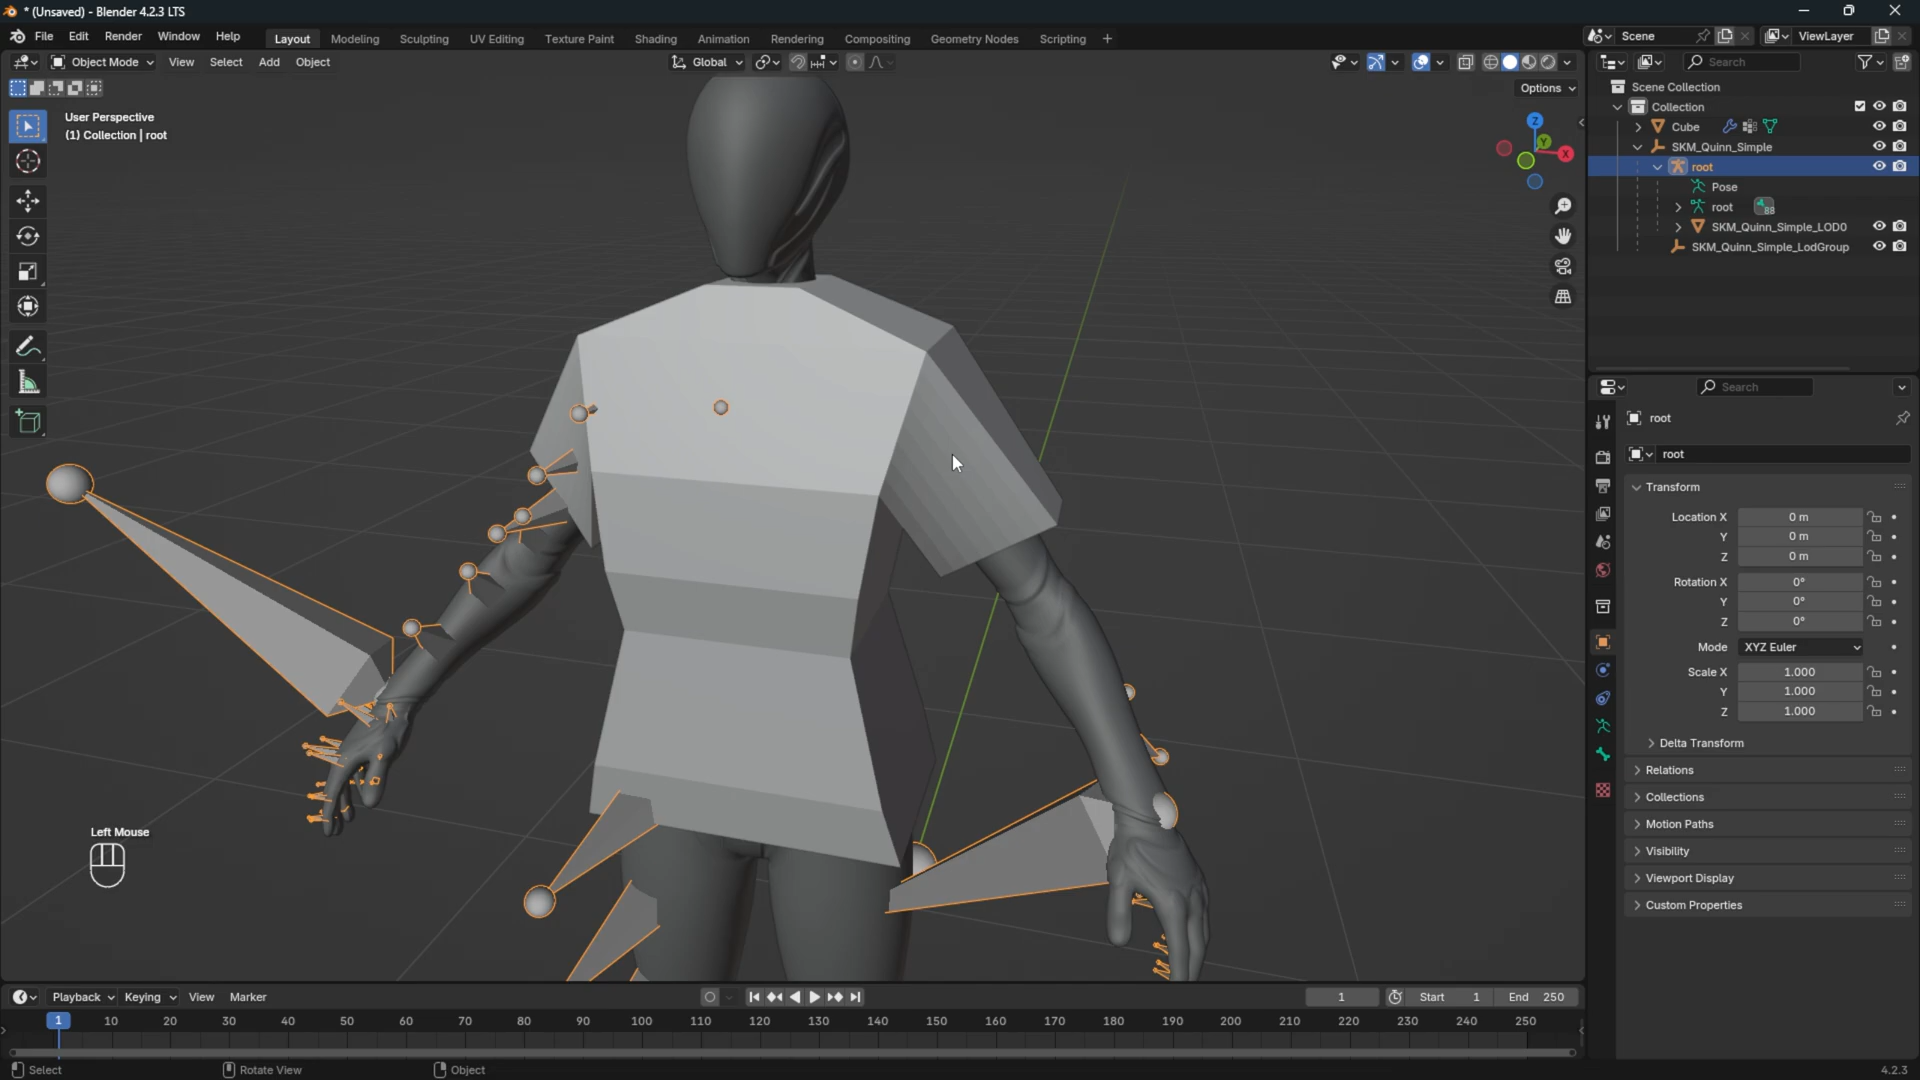 * (Unsaved) - Blender 4.2.3 LTS
File Edit Render Window Help
Layout Modeling Sculpting UV Editing Texture Paint Shading Animation Rendering Compositing Geometry Nodes Scripting +
Scene
ViewLayer
Object Mode View Select Add Object
Global
Search
Options
User Perspective
(1) Collection | root
Z
Y
X
Scene Collection
Collection
Cube
SKM_Quinn_Simple
root
Pose
root
88
SKM_Quinn_Simple_LOD0
SKM_Quinn_Simple_LodGroup
Search
root
root
Transform
Location X 0 m
Y 0 m
Z 0 m
Rotation X 0°
Y 0°
Z 0°
Mode XYZ Euler
Scale X 1.000
Y 1.000
Z 1.000
Delta Transform
Relations
Collections
Motion Paths
Visibility
Viewport Display
Custom Properties
Left Mouse
Playback Keying View Marker
1
Start 1
End 250
1 10 20 30 40 50 60 70 80 90 100 110 120 130 140 150 160 170 180 190 200 210 220 230 240 250
Select
Rotate View
Object
4.2.3